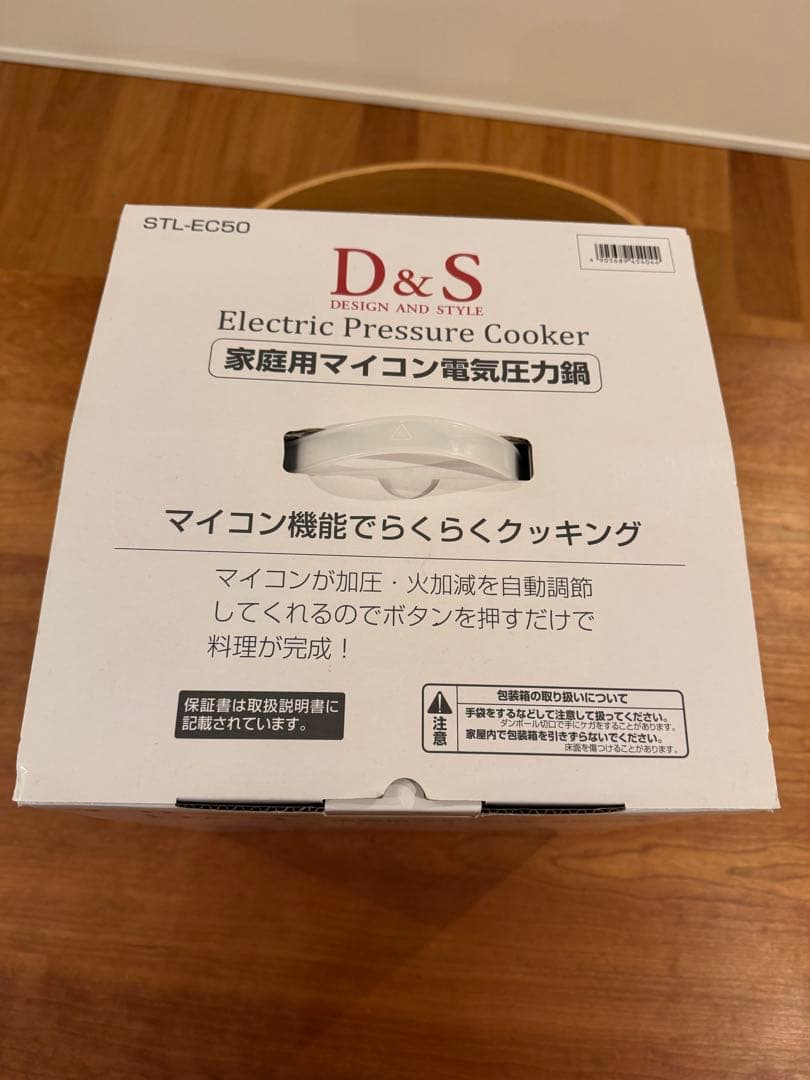 STL-EC50
D&S
DESIGN AND STYLE
Electric Pressure Cooker
家庭用マイコン電気圧力鍋
マイコン機能でらくらくクッキング
マイコンが加圧・火加減を自動調節
してくれるのでボタンを押すだけで
料理が完成！
保証書は取扱説明書に
記載されています。
注意
包装箱の取り扱いについて
手袋をするなどして注意して扱ってください。
ダンボール切口で手にケガをすることがあります。
家屋内で包装箱を引きずらないでください。
床面を傷つけることがあります。